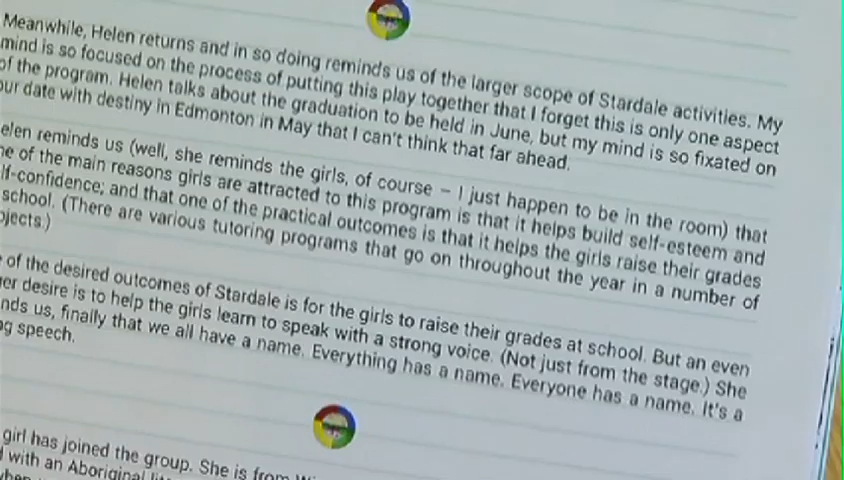 Meanwhile, Helen returns and in so doing reminds us of the larger scope of Stardale activities. My
mind is so focused on the process of putting this play together that I forget this is only one aspect
of the program. Helen talks about the graduation to be held in June, but my mind is so fixated on
our date with destiny in Edmonton in May that I can't think that far ahead.
elen reminds us (well, she reminds the girls, of course – I just happen to be in the room) that
ne of the main reasons girls are attracted to this program is that it helps build self-esteem and
lf-confidence; and that one of the practical outcomes is that it helps the girls raise their grades
school. (There are various tutoring programs that go on throughout the year in a number of
bjects.)
of the desired outcomes of Stardale is for the girls to raise their grades at school. But an even
er desire is to help the girls learn to speak with a strong voice. (Not just from the stage.) She
nds us, finally that we all have a name. Everything has a name. Everyone has a name. It's a
ng speech.
girl has joined the group. She is from
with an Aboriginal